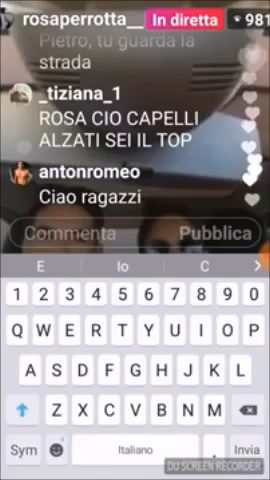 rosaperrotta__ In diretta 981
Pietro, tu guarda la
strada
_tiziana_1
ROSA CIO CAPELLI
ALZATI SEI IL TOP
antonromeo
Ciao ragazzi
Commenta Pubblica
E Io C
1 2 3 4 5 6 7 8 9 0
Q W E R T Y U I O P
A S D F G H J K L
Z X C V B N M
Sym Italiano . Invia
DU SCREEN RECORDER